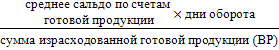 среднее сальдо по счетам
готовой продукции × дни оборота
сумма израсходованной готовой продукции (ВР)